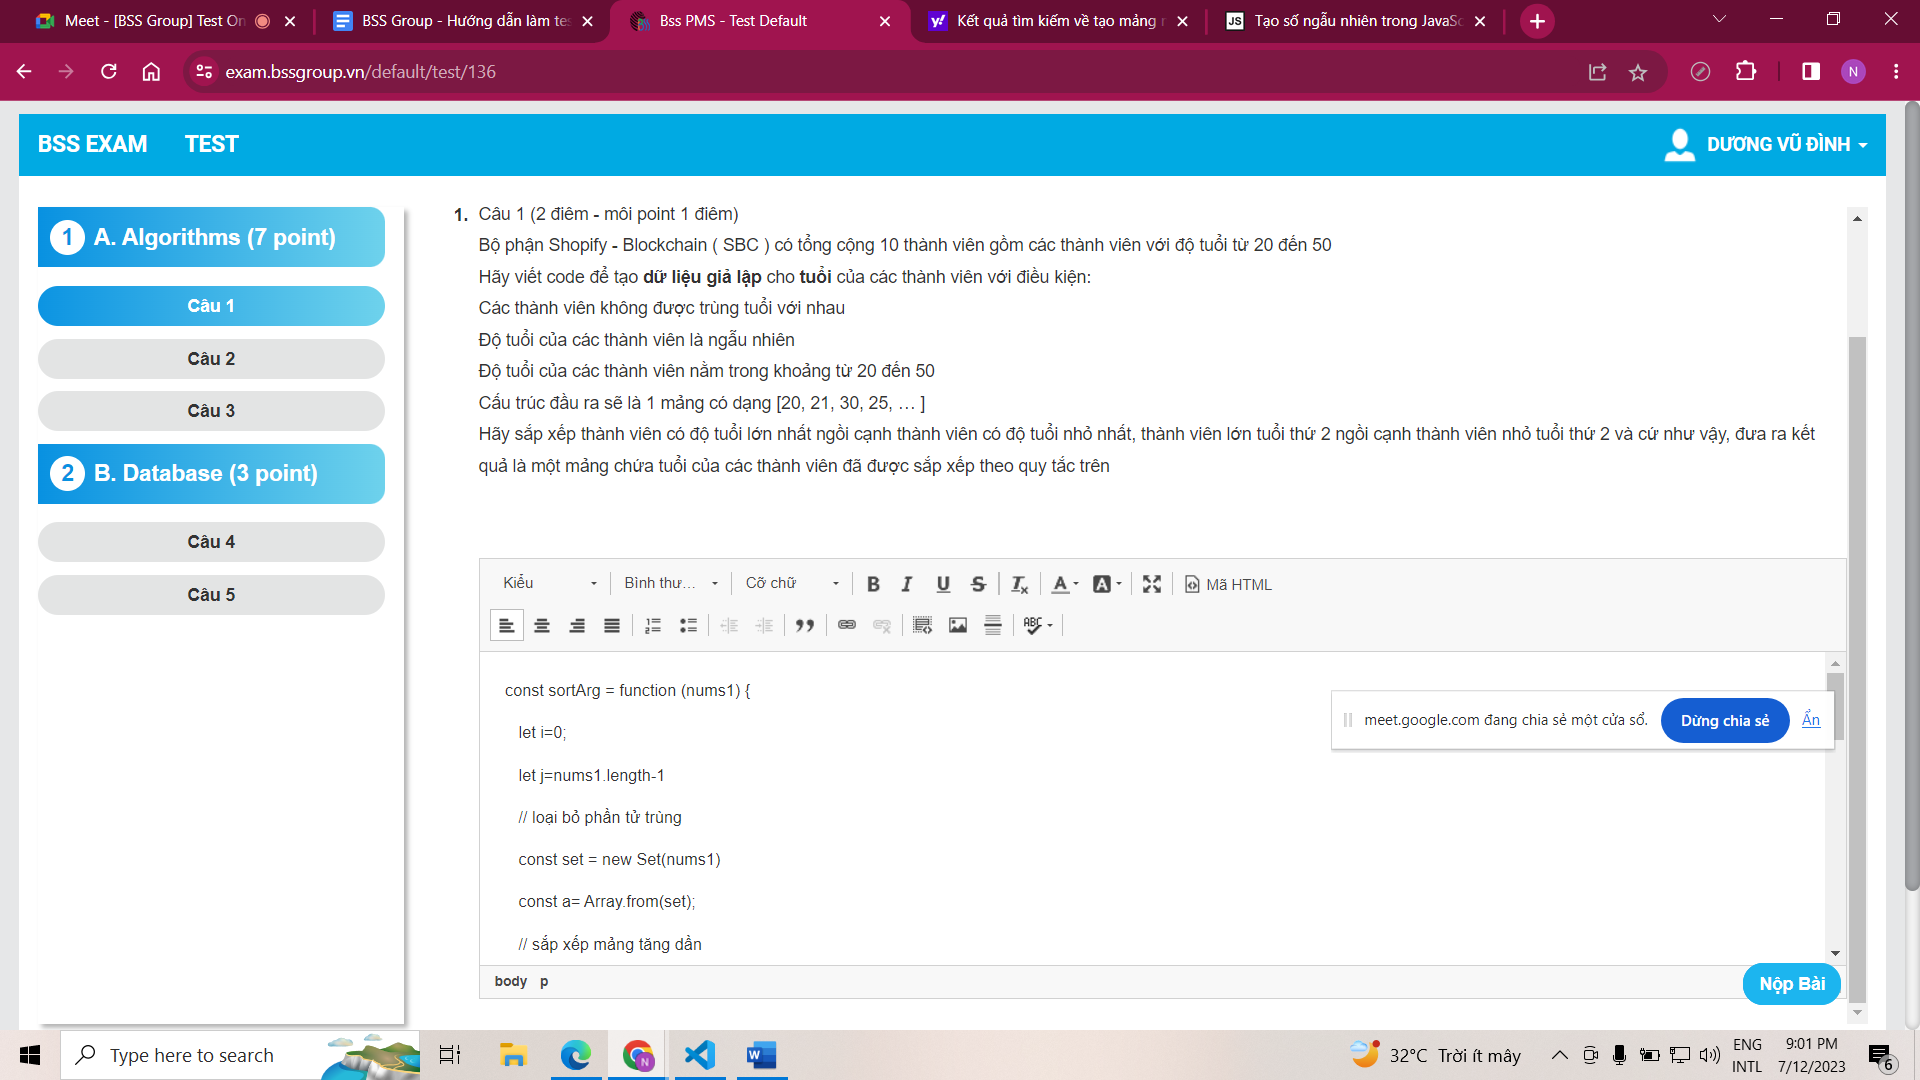 Meet - [BSS Group] Test On
BSS Group - Hướng dẫn làm tes
Bss PMS - Test Default
Kết quả tìm kiếm về tạo mảng r
JS Tạo số ngẫu nhiên trong JavaSc
exam.bssgroup.vn/default/test/136
N
BSS EXAM TEST
DƯƠNG VŨ ĐÌNH
1 A. Algorithms (7 point)
Câu 1
Câu 2
Câu 3
2 B. Database (3 point)
Câu 4
Câu 5
1. Câu 1 (2 điểm - mỗi point 1 điểm)
Bộ phận Shopify - Blockchain ( SBC ) có tổng cộng 10 thành viên gồm các thành viên với độ tuổi từ 20 đến 50
Hãy viết code để tạo dữ liệu giả lập cho tuổi của các thành viên với điều kiện:
Các thành viên không được trùng tuổi với nhau
Độ tuổi của các thành viên là ngẫu nhiên
Độ tuổi của các thành viên nằm trong khoảng từ 20 đến 50
Cấu trúc đầu ra sẽ là 1 mảng có dạng [20, 21, 30, 25, … ]
Hãy sắp xếp thành viên có độ tuổi lớn nhất ngồi cạnh thành viên có độ tuổi nhỏ nhất, thành viên lớn tuổi thứ 2 ngồi cạnh thành viên nhỏ tuổi thứ 2 và cứ như vậy, đưa ra kết
quả là một mảng chứa tuổi của các thành viên đã được sắp xếp theo quy tắc trên
Kiểu Bình thư... Cỡ chữ B I U S Tx A A Mã HTML
ABC
const sortArg = function (nums1) {
let i=0;
let j=nums1.length-1
// loại bỏ phần tử trùng
const set = new Set(nums1)
const a= Array.from(set);
// sắp xếp mảng tăng dần
meet.google.com đang chia sẻ một cửa sổ. Dừng chia sẻ Ẩn
body p
Nộp Bài
Type here to search
N
W
32°C Trời ít mây
ENG
INTL
9:01 PM
7/12/2023
6